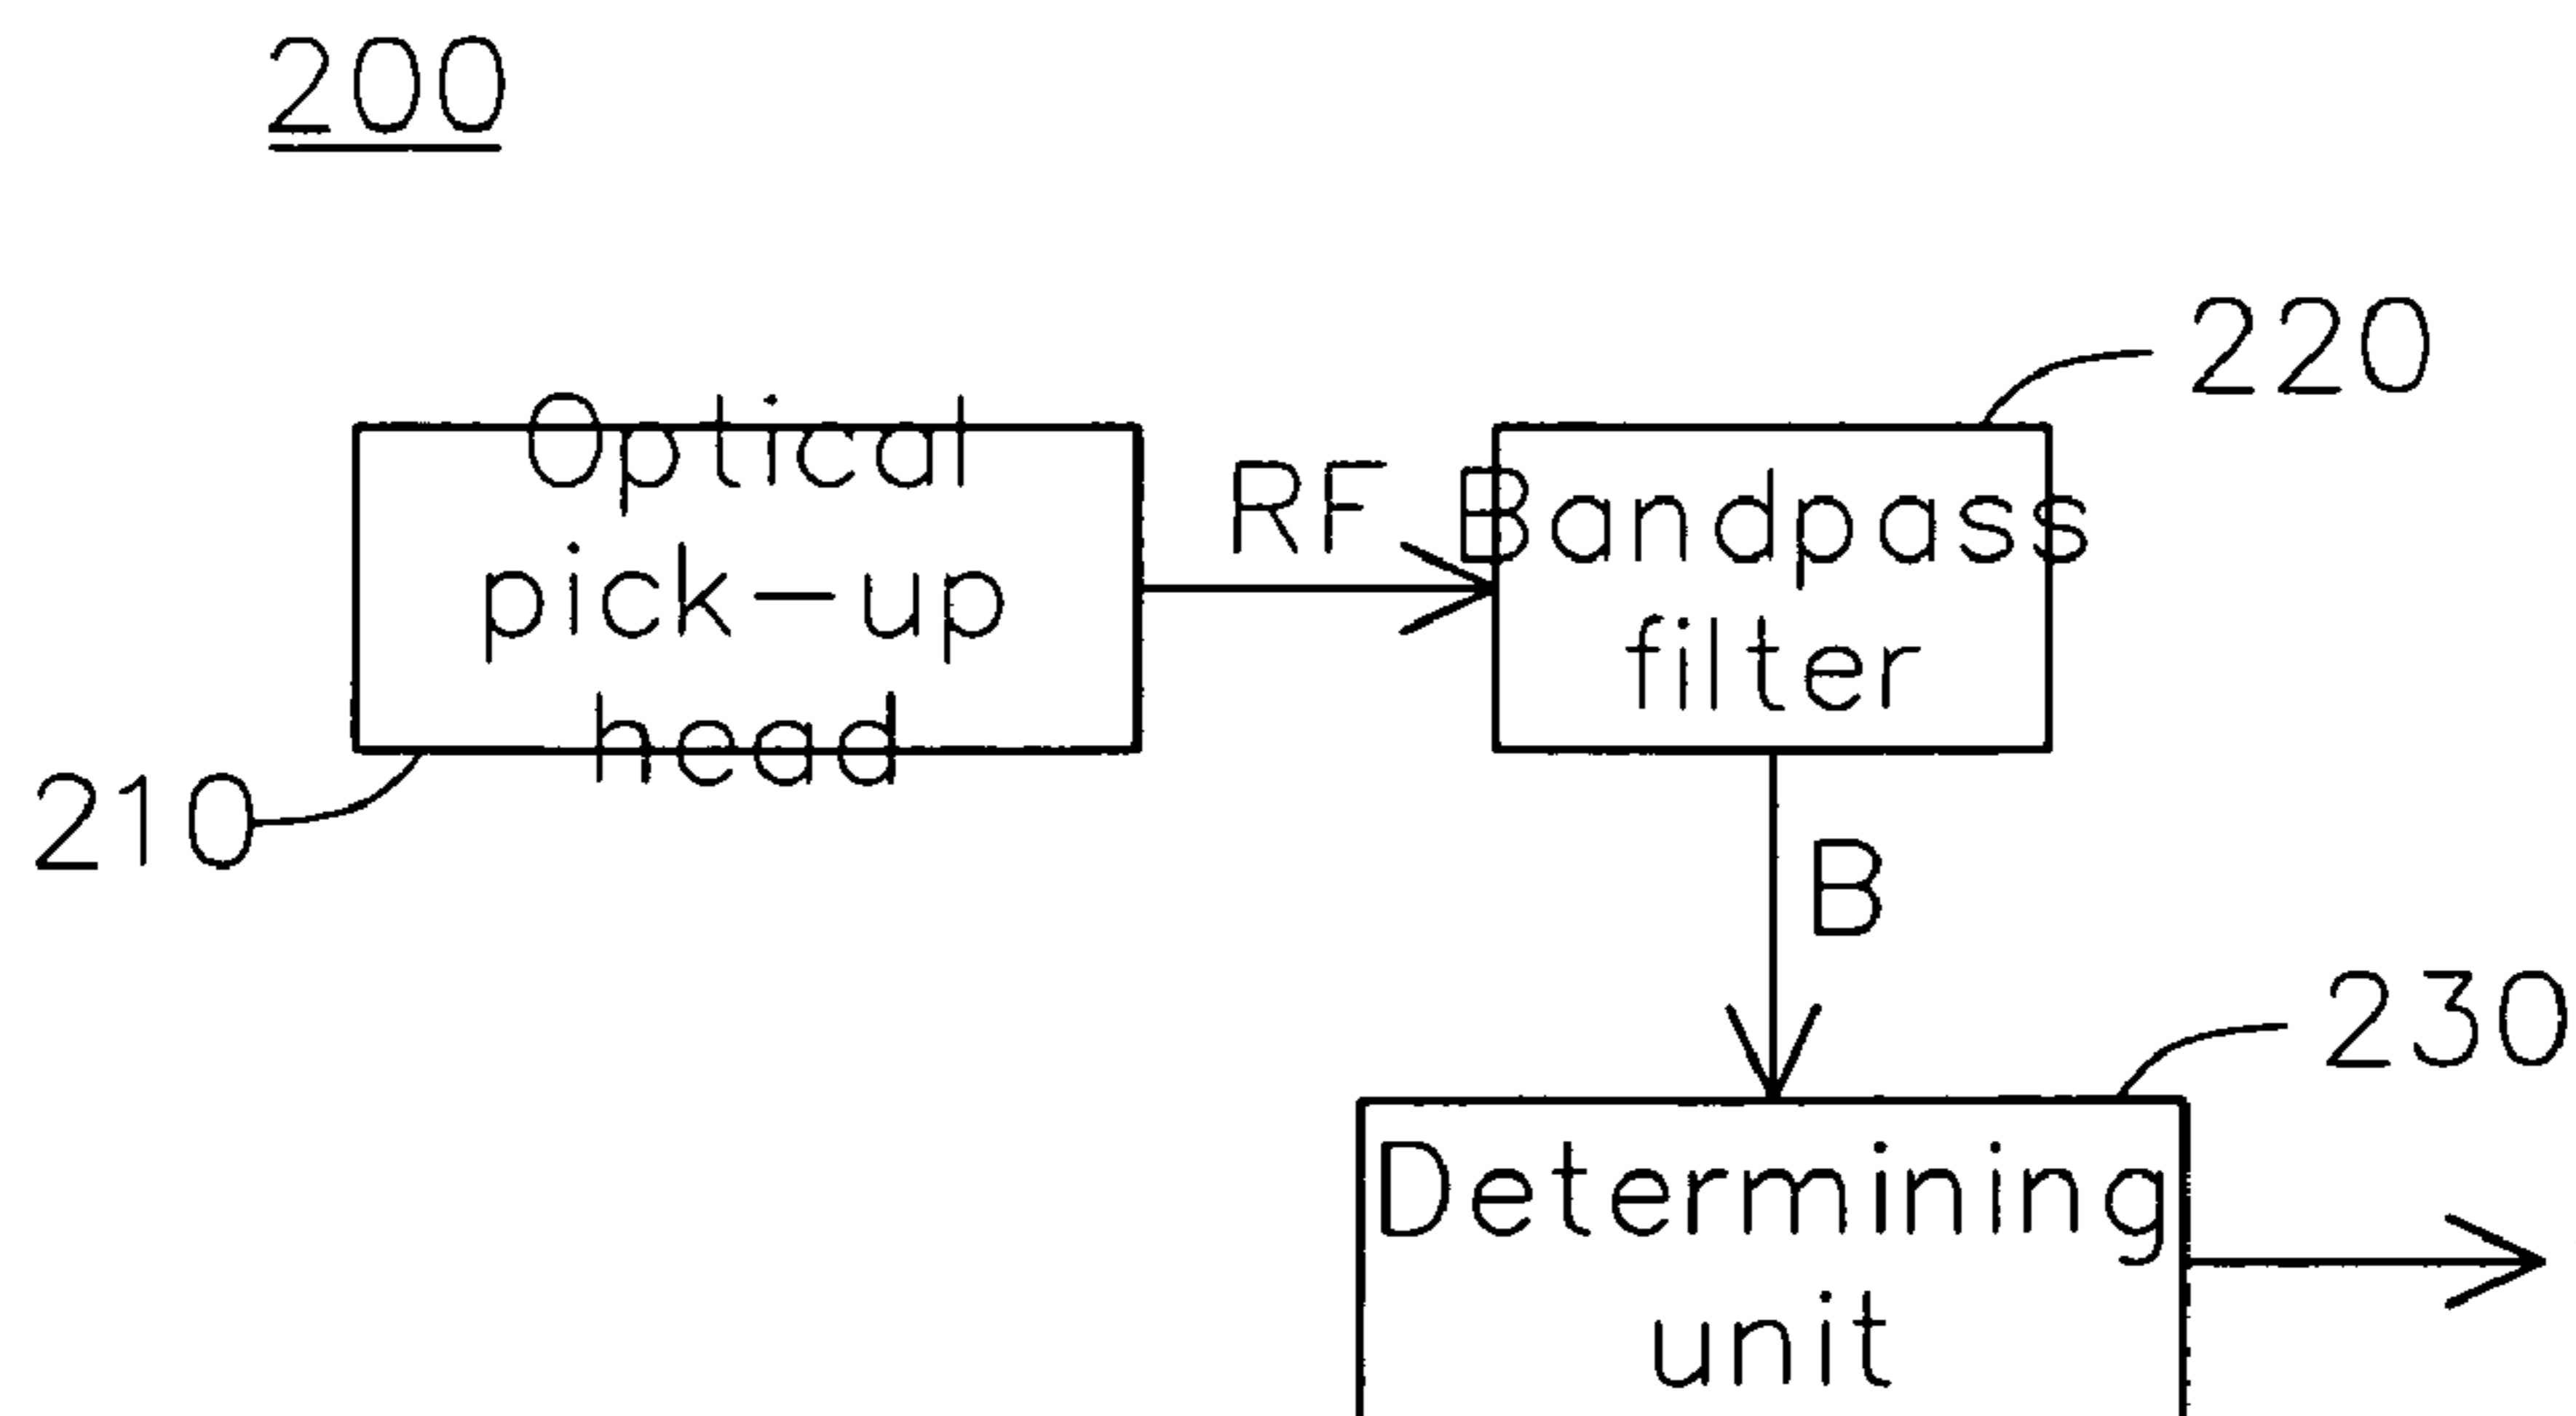 200
220
Optical
pick-up
head
RF
Bandpass
filter
210
B
230
Determining
unit